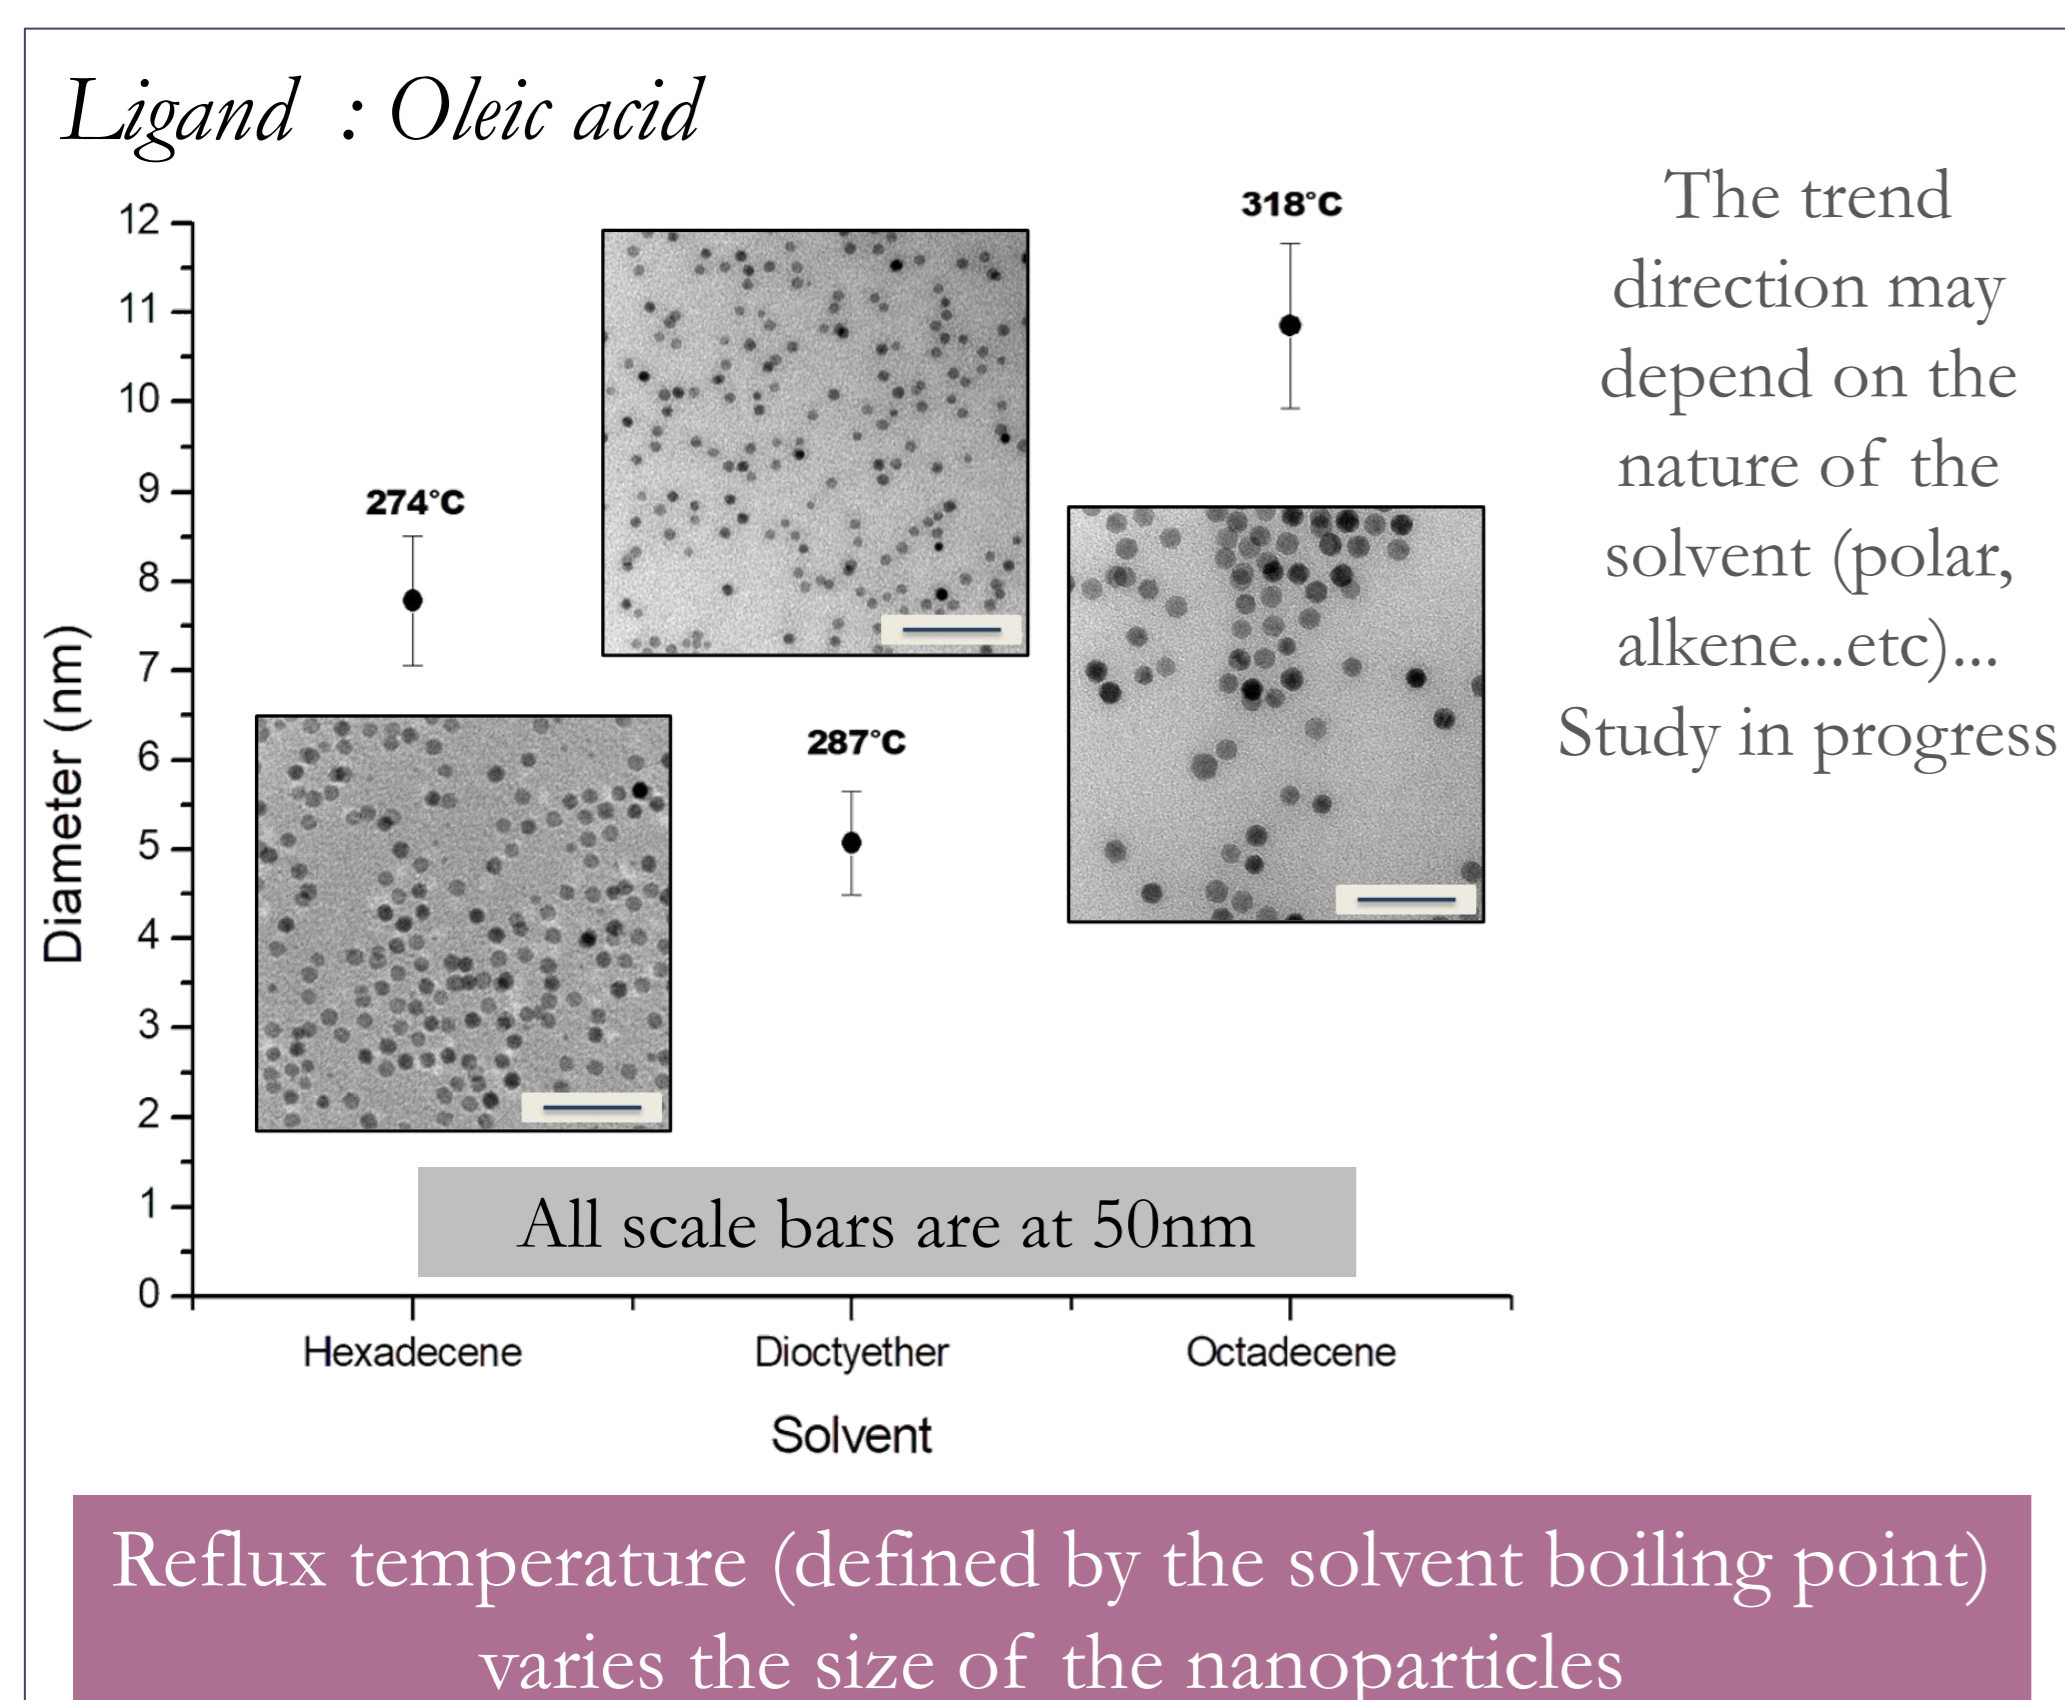 Ligand : Oleic acid
318°C
274°C
287°C
12
11
10
9
8
7
6
5
4
3
2
1
0
Diameter (nm)
All scale bars are at 50nm
Hexadecene
Dioctyether
Octadecene
Solvent
The trend
direction may
depend on the
nature of the
solvent (polar,
alkene...etc)...
Study in progress
Reflux temperature (defined by the solvent boiling point)
varies the size of the nanoparticles